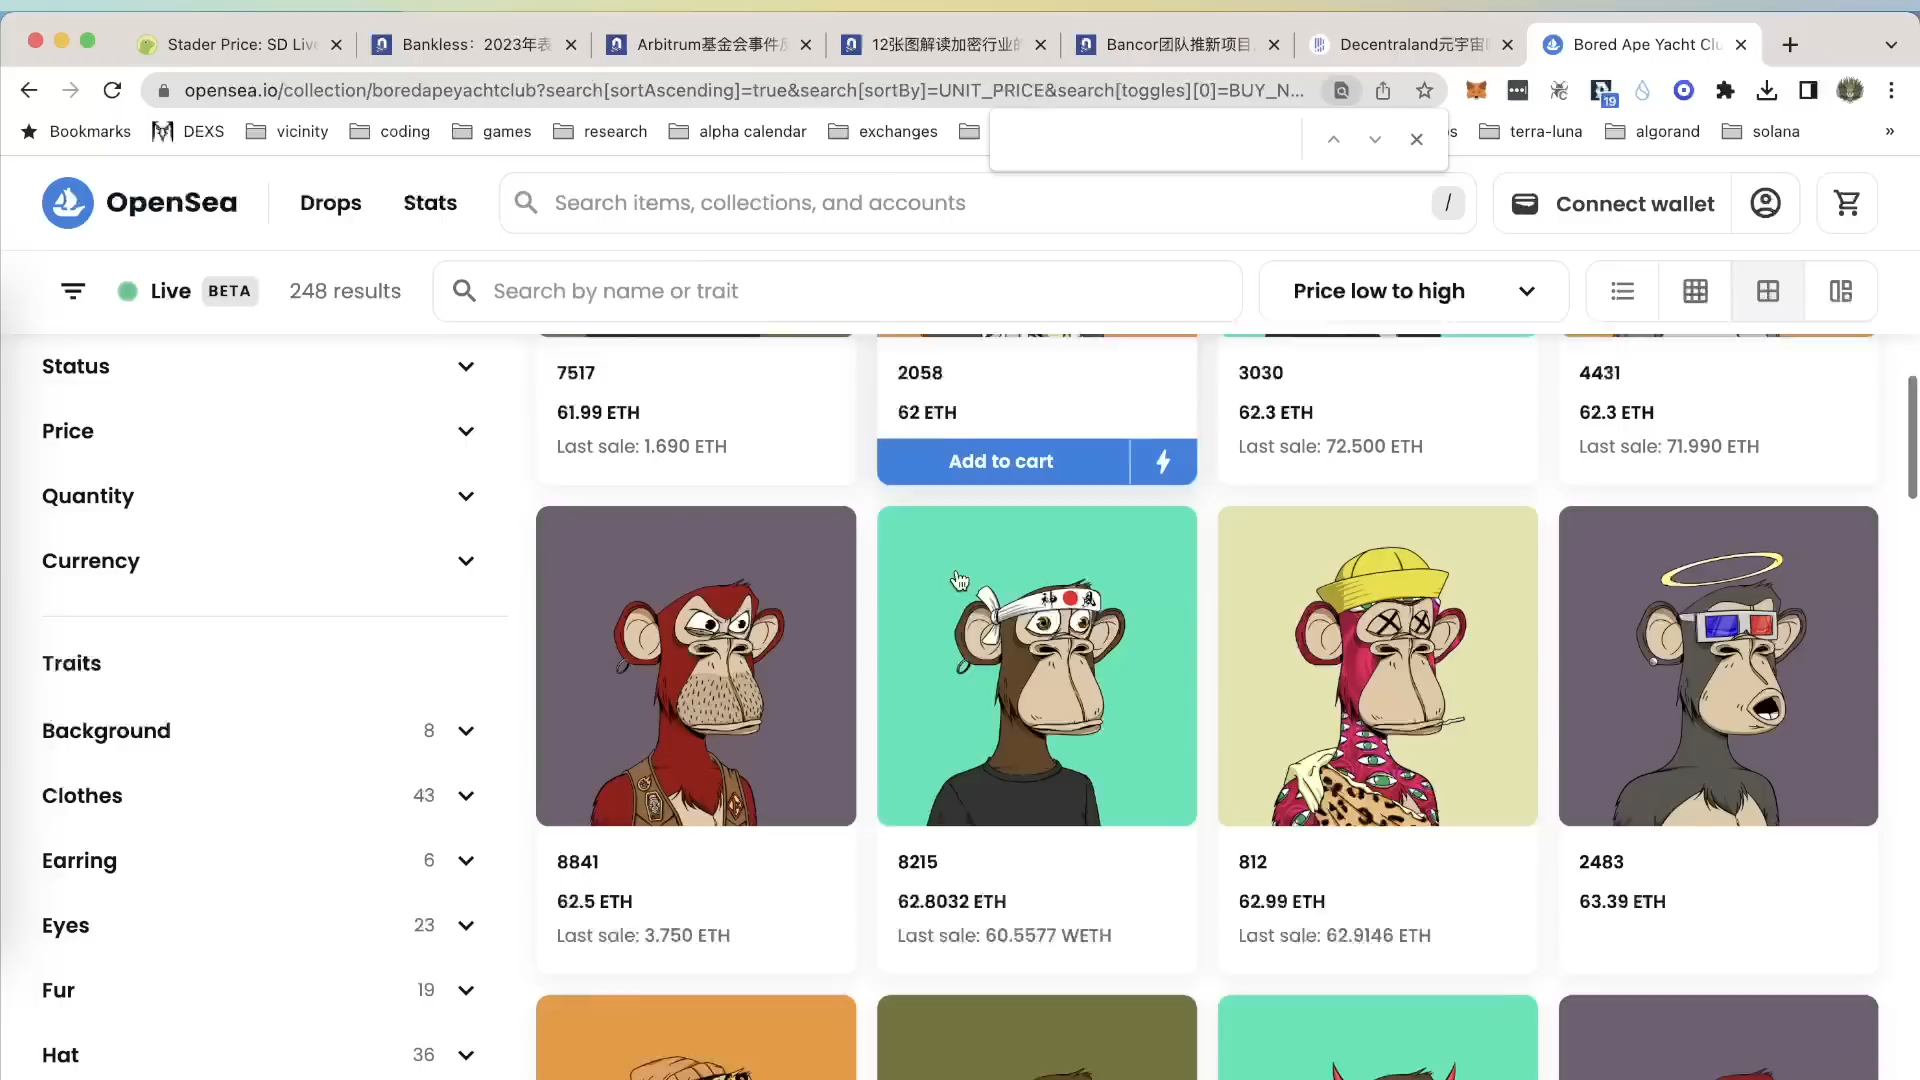 Stader Price: SD Live
Bankless：2023年表
Arbitrum基金会事件反
12张图解读加密行业的
Bancor团队推新项目
Decentraland元宇宙
Bored Ape Yacht Clu
opensea.io/collection/boredapeyachtclub?search[sortAscending]=true&search[sortBy]=UNIT_PRICE&search[toggles][0]=BUY_N...
19
Bookmarks DEXS vicinity coding games research alpha calendar exchanges terra-luna algorand solana »
OpenSea Drops Stats Search items, collections, and accounts / Connect wallet
Live BETA 248 results Search by name or trait Price low to high
Status
Price
Quantity
Currency
Traits
Background 8
Clothes 43
Earring 6
Eyes 23
Fur 19
Hat 36
7517
61.99 ETH
Last sale: 1.690 ETH
2058
62 ETH
Add to cart
3030
62.3 ETH
Last sale: 72.500 ETH
4431
62.3 ETH
Last sale: 71.990 ETH
神 風
8841
62.5 ETH
Last sale: 3.750 ETH
8215
62.8032 ETH
Last sale: 60.5577 WETH
812
62.99 ETH
Last sale: 62.9146 ETH
2483
63.39 ETH